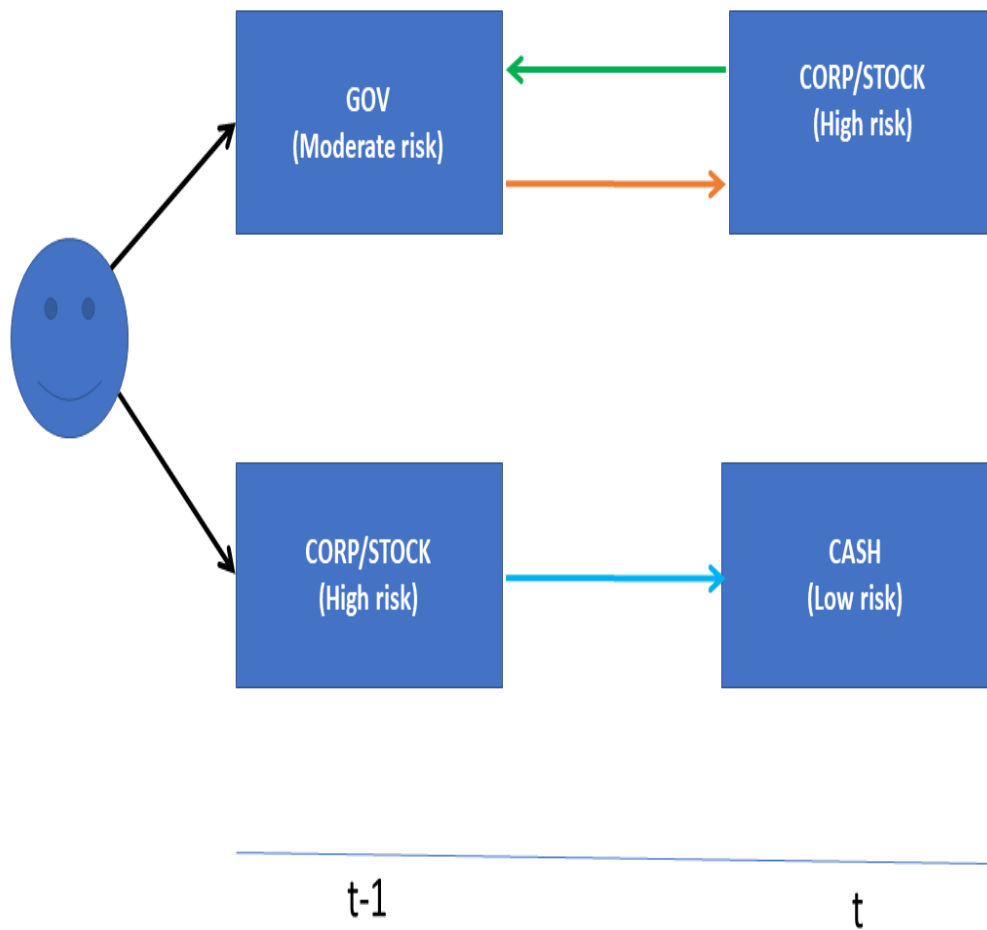 GOV
(Moderate risk)
CORP/STOCK
(High risk)
CORP/STOCK
(High risk)
CASH
(Low risk)
t-1
t